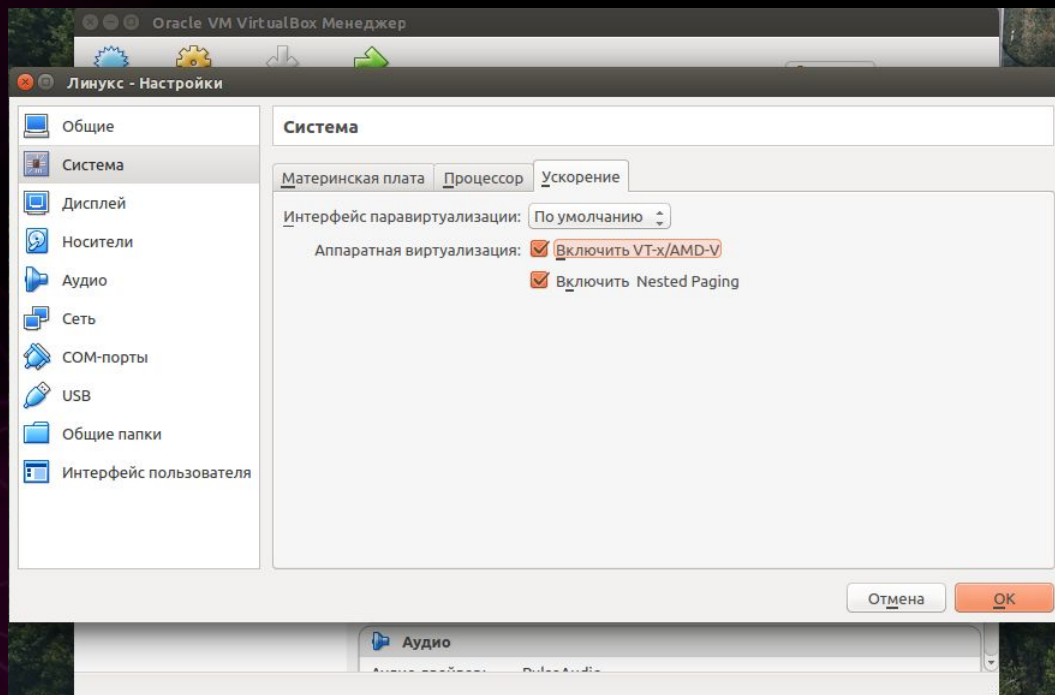 Oracle VM VirtualBox Менеджер
Линукс - Настройки
Общие
Система
Дисплей
Носители
Аудио
Сеть
COM-порты
USB
Общие папки
Интерфейс пользователя
Система
Материнская плата Процессор Ускорение
Интерфейс паравиртуализации: По умолчанию
Аппаратная виртуализация: Включить VT-x/AMD-V
Включить Nested Paging
Отмена OK
Аудио